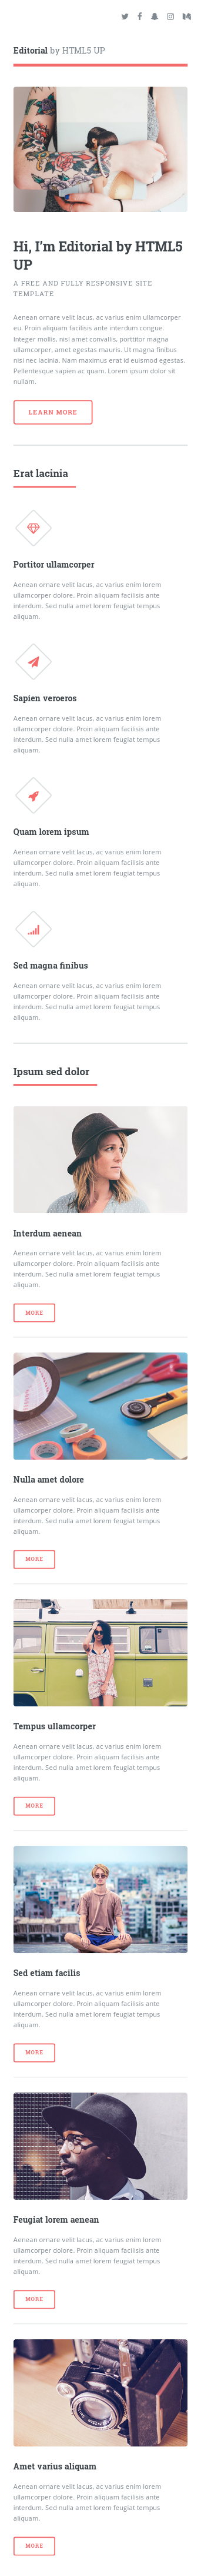 Editorial by HTML5 UP
Hi, I'm Editorial by HTML5
UP
A FREE AND FULLY RESPONSIVE SITE
TEMPLATE
Aenean ornare velit lacus, ac varius enim ullamcorper
eu. Proin aliquam facilisis ante interdum congue.
Integer mollis, nisl amet convallis, porttitor magna
ullamcorper, amet egestas mauris. Ut magna finibus
nisi nec lacinia. Nam maximus erat id euismod egestas.
Pellentesque sapien ac quam. Lorem ipsum dolor sit
nullam.
LEARN MORE
Erat lacinia
Portitor ullamcorper
Aenean ornare velit lacus, ac varius enim lorem
ullamcorper dolore. Proin aliquam facilisis ante
interdum. Sed nulla amet lorem feugiat tempus
aliquam.
Sapien veroeros
Aenean ornare velit lacus, ac varius enim lorem
ullamcorper dolore. Proin aliquam facilisis ante
interdum. Sed nulla amet lorem feugiat tempus
aliquam.
Quam lorem ipsum
Aenean ornare velit lacus, ac varius enim lorem
ullamcorper dolore. Proin aliquam facilisis ante
interdum. Sed nulla amet lorem feugiat tempus
aliquam.
Sed magna finibus
Aenean ornare velit lacus, ac varius enim lorem
ullamcorper dolore. Proin aliquam facilisis ante
interdum. Sed nulla amet lorem feugiat tempus
aliquam.
Ipsum sed dolor
Interdum aenean
Aenean ornare velit lacus, ac varius enim lorem
ullamcorper dolore. Proin aliquam facilisis ante
interdum. Sed nulla amet lorem feugiat tempus
aliquam.
MORE
Nulla amet dolore
Aenean ornare velit lacus, ac varius enim lorem
ullamcorper dolore. Proin aliquam facilisis ante
interdum. Sed nulla amet lorem feugiat tempus
aliquam.
MORE
Tempus ullamcorper
Aenean ornare velit lacus, ac varius enim lorem
ullamcorper dolore. Proin aliquam facilisis ante
interdum. Sed nulla amet lorem feugiat tempus
aliquam.
MORE
Sed etiam facilis
Aenean ornare velit lacus, ac varius enim lorem
ullamcorper dolore. Proin aliquam facilisis ante
interdum. Sed nulla amet lorem feugiat tempus
aliquam.
MORE
Feugiat lorem aenean
Aenean ornare velit lacus, ac varius enim lorem
ullamcorper dolore. Proin aliquam facilisis ante
interdum. Sed nulla amet lorem feugiat tempus
aliquam.
MORE
Amet varius aliquam
Aenean ornare velit lacus, ac varius enim lorem
ullamcorper dolore. Proin aliquam facilisis ante
interdum. Sed nulla amet lorem feugiat tempus
aliquam.
MORE